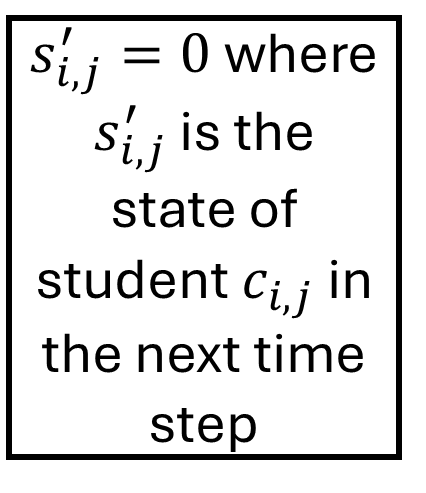 s′i,j = 0 where
s′i,j is the
state of
student ci,j in
the next time
step